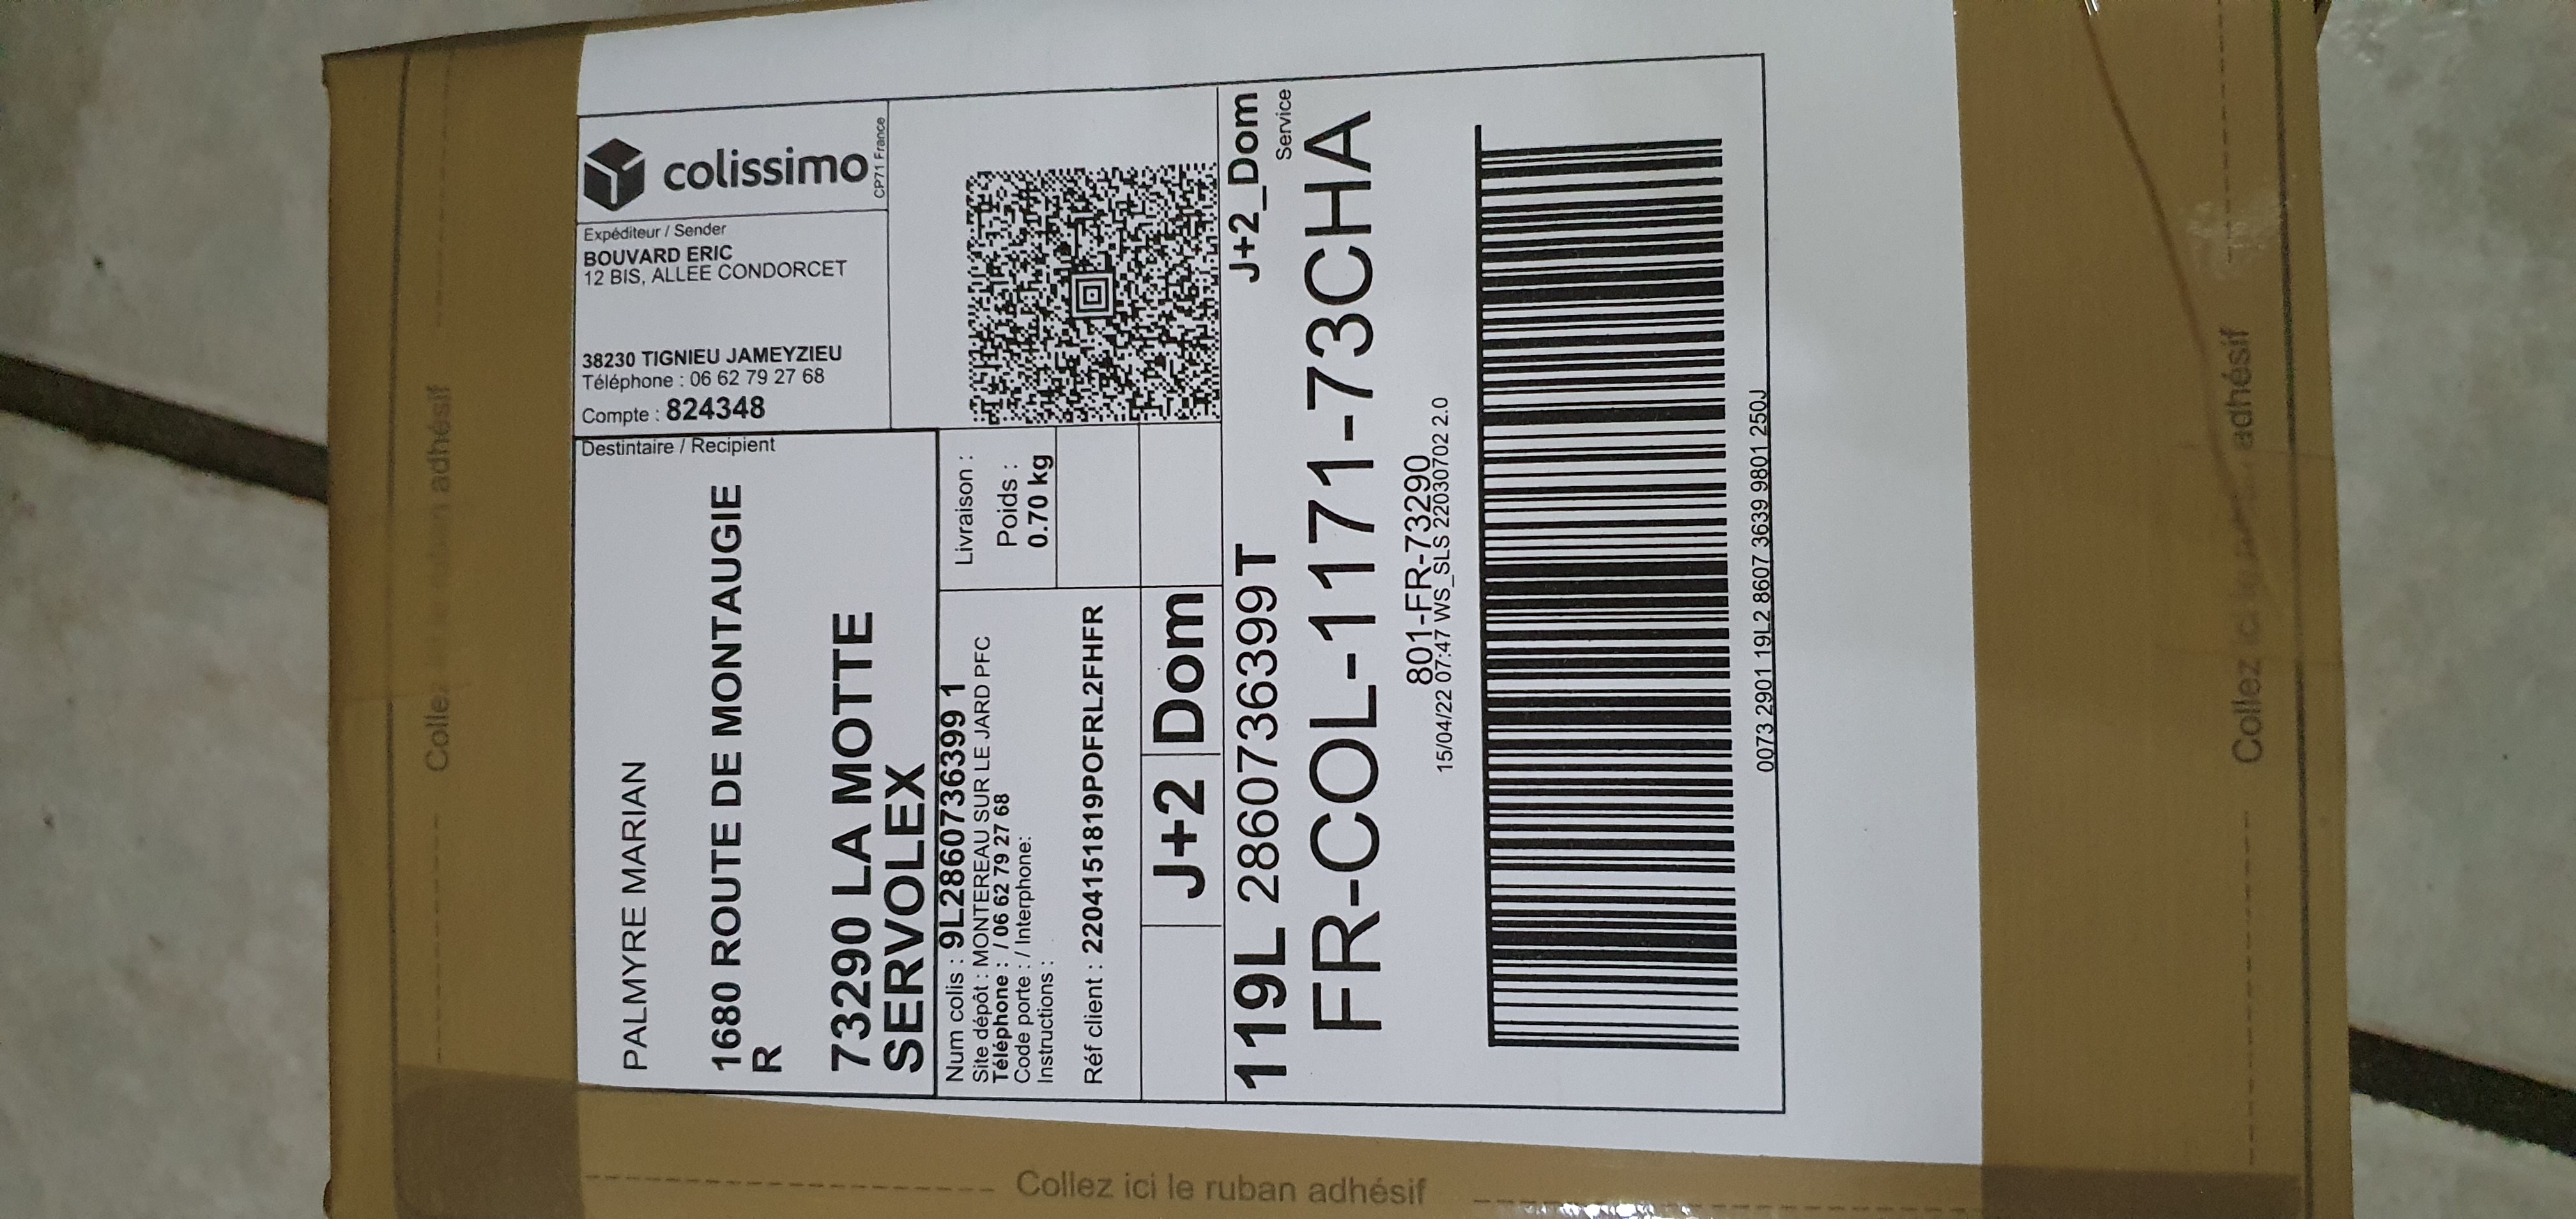 colissimo
CP71 France
Expéditeur / Sender
BOUVARD ERIC
12 BIS, ALLEE CONDORCET
38230 TIGNIEU JAMEYZIEU
Téléphone : 06 62 79 27 68
Compte : 824348
Destintaire / Recipient
PALMYRE MARIAN
1680 ROUTE DE MONTAUGIE
R
73290 LA MOTTE
SERVOLEX
Num colis : 9L28607363991
Site dépôt : MONTEREAU SUR LE JARD PFC
Téléphone : / 06 62 79 27 68
Code porte : / Interphone:
Instructions :
Livraison :
Poids :
0.70 kg
Réf client : 2204151819POFRL2FHFR
J+2 Dom
119L 28607363399T
J+2_Dom
Service
FR-COL-1171-73CHA
801-FR-73290
15/04/22 07:47 WS_SLS 22030702 2.0
0073 2901 19L2 8607 3639 9801 250J
Collez ici le ruban adhésif
Collez ici le ruban adhésif
Collez ici le adhésif